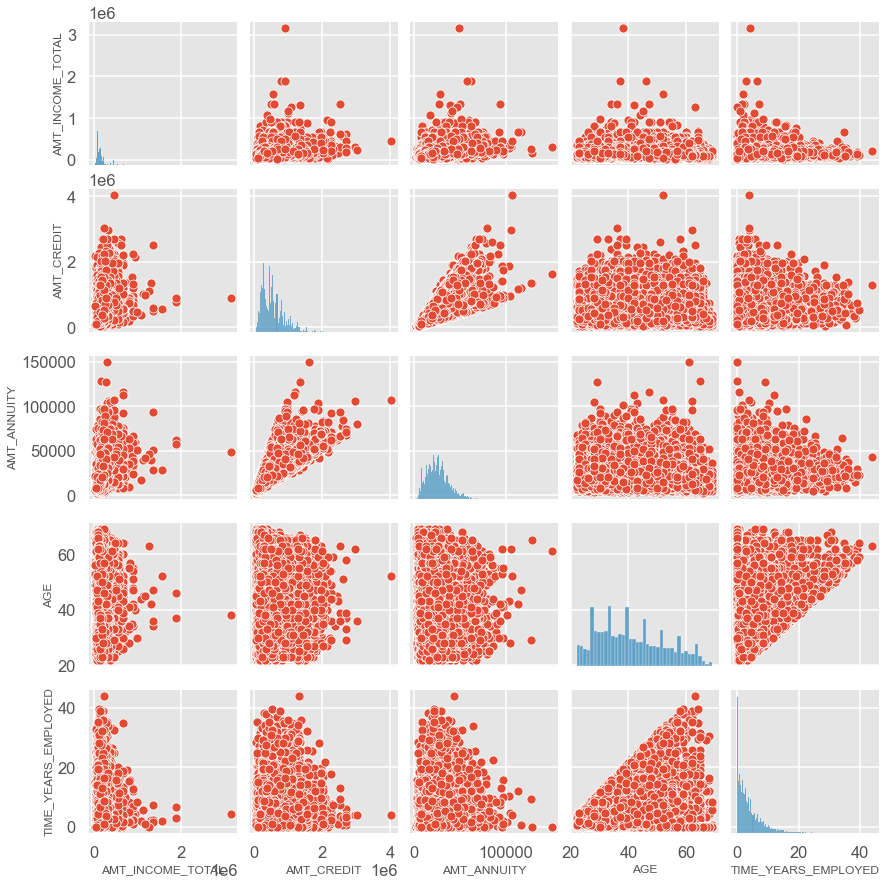 1e6
AMT_INCOME_TOTAL
3
2
1
0
1e6
AMT_CREDIT
4
2
0
AMT_ANNUITY
150000
100000
50000
0
AGE
60
40
20
TIME_YEARS_EMPLOYED
40
20
0
0 2
AMT_INCOME_TOTAL 1e6
0 2 4
AMT_CREDIT 1e6
0 100000
AMT_ANNUITY
20 40 60
AGE
0 20 40
TIME_YEARS_EMPLOYED